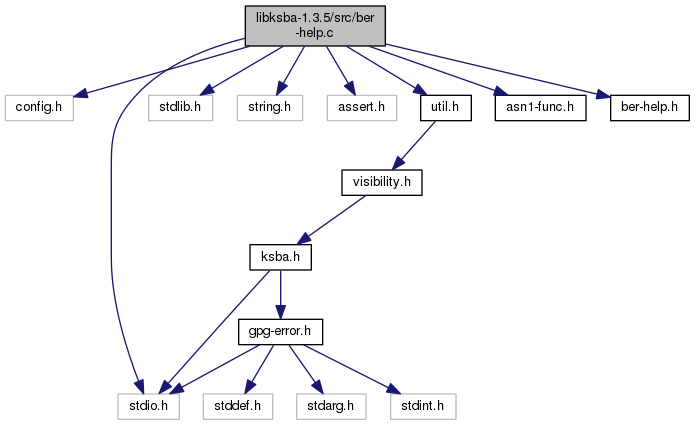 libksba-1.3.5/src/ber
-help.c
config.h
stdlib.h
string.h
assert.h
util.h
asn1-func.h
ber-help.h
visibility.h
ksba.h
gpg-error.h
stdio.h
stddef.h
stdarg.h
stdint.h